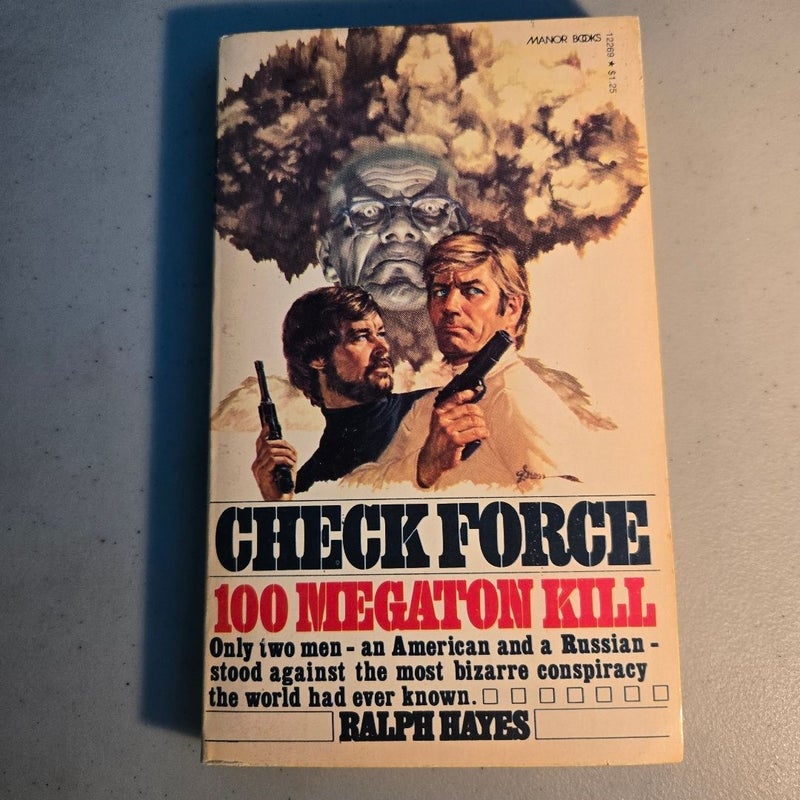 MANOR BOOKS
12269 ★ $1.25
CHECK FORCE
100 MEGATON KILL
Only two men - an American and a Russian -
stood against the most bizarre conspiracy
the world had ever known.
RALPH HAYES